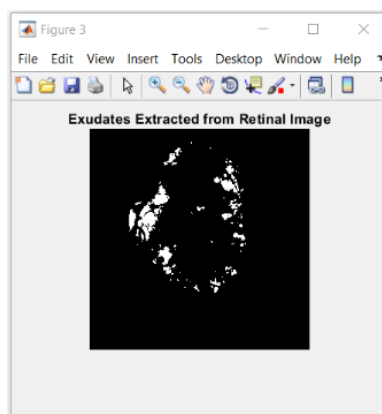 Figure 3
File Edit View Insert Tools Desktop Window Help
Exudates Extracted from Retinal Image